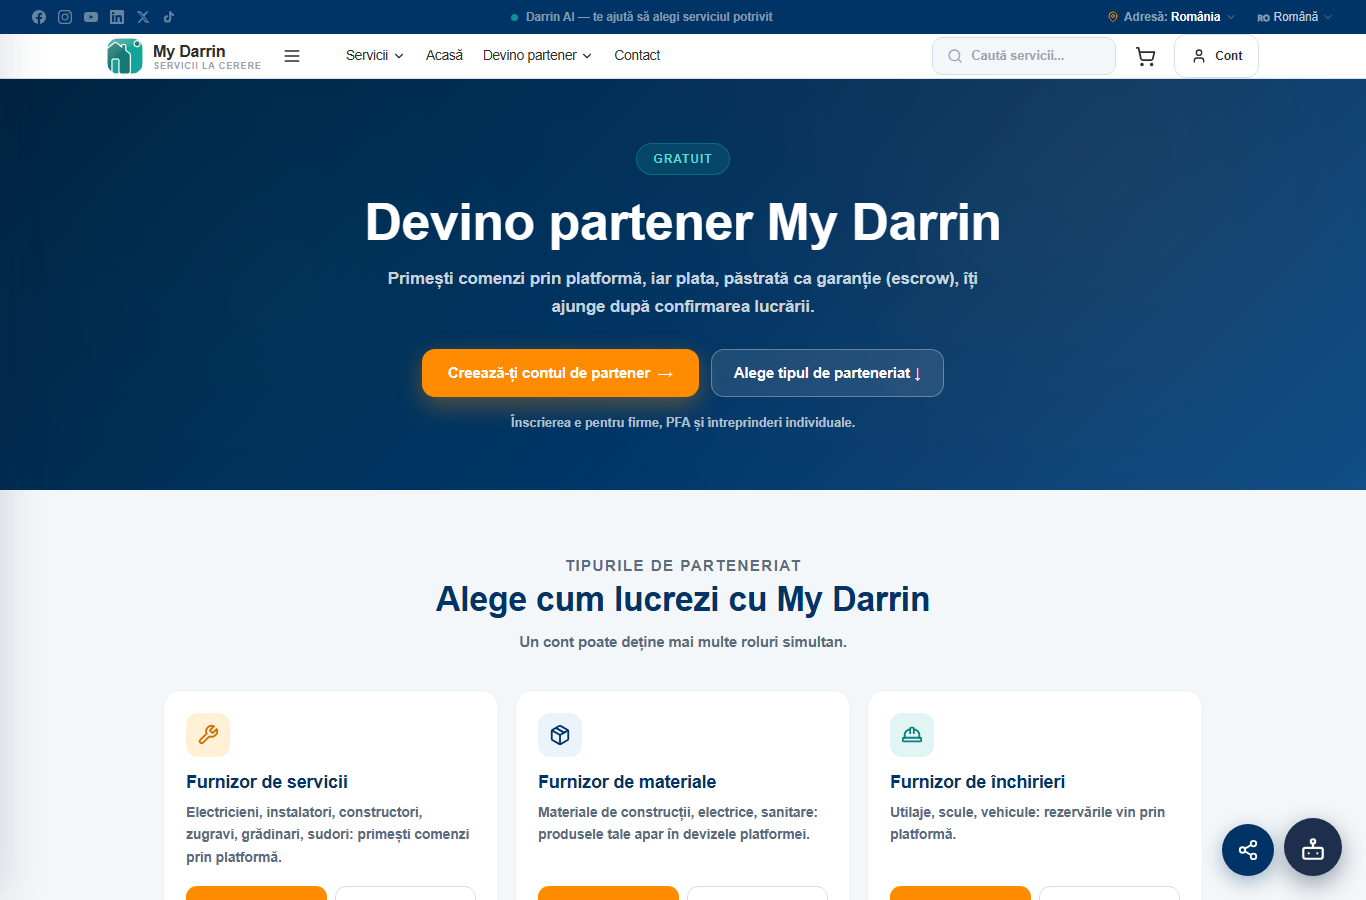 Darrin AI — te ajută să alegi serviciul potrivit
Adresă: România
RO Română
My Darrin
SERVICII LA CERERE
Servicii
Acasă
Devino partener
Contact
Caută servicii...
Cont
GRATUIT
Devino partener My Darrin
Primești comenzi prin platformă, iar plata, păstrată ca garanție (escrow), îți
ajunge după confirmarea lucrării.
Creează-ți contul de partener →
Alege tipul de parteneriat ↓
Înscrierea e pentru firme, PFA și întreprinderi individuale.
TIPURILE DE PARTENERIAT
Alege cum lucrezi cu My Darrin
Un cont poate deține mai multe roluri simultan.
Furnizor de servicii
Electricieni, instalatori, constructori,
zugravi, grădinari, sudori: primești comenzi
prin platformă.
Furnizor de materiale
Materiale de construcții, electrice, sanitare:
produsele tale apar în devizele platformei.
Furnizor de închirieri
Utilaje, scule, vehicule: rezervările vin prin
platformă.